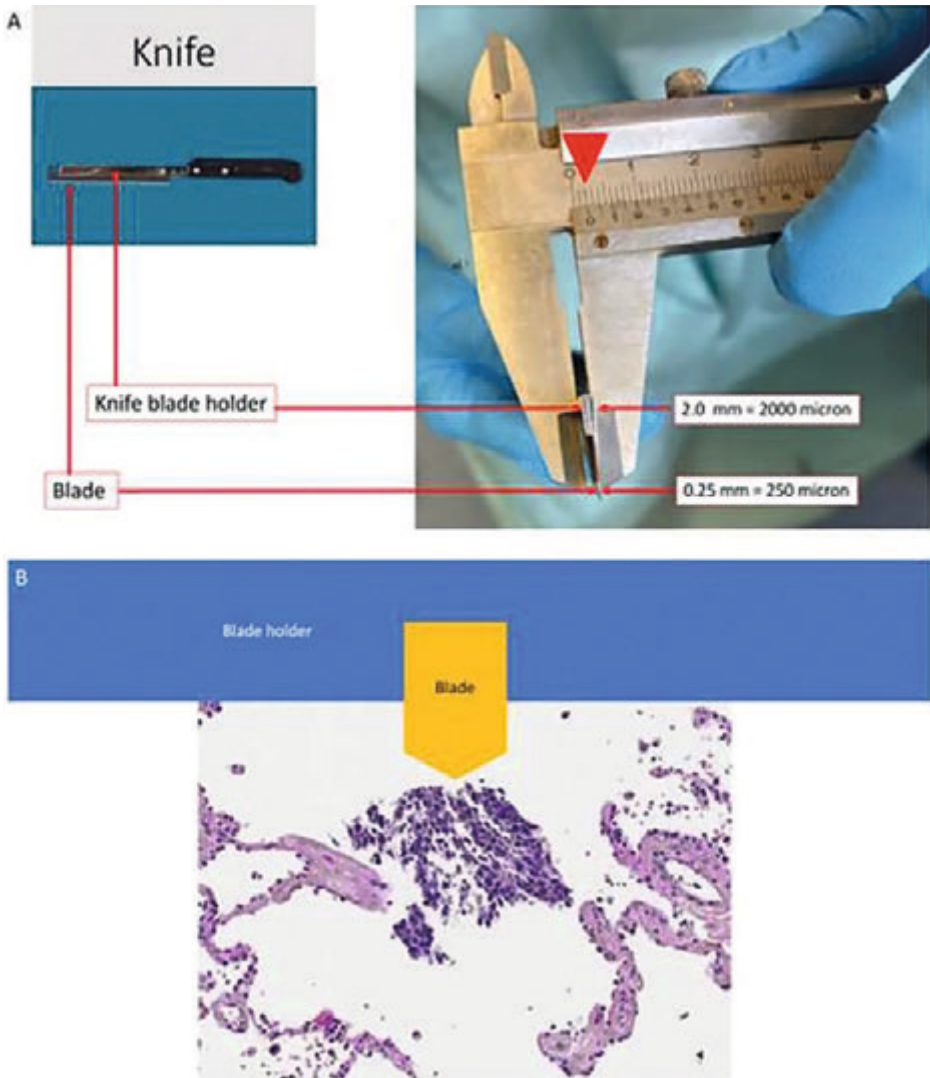 A
Knife
Knife blade holder
2.0 mm = 2000 micron
Blade
0.25 mm = 250 micron
B
Blade holder
Blade